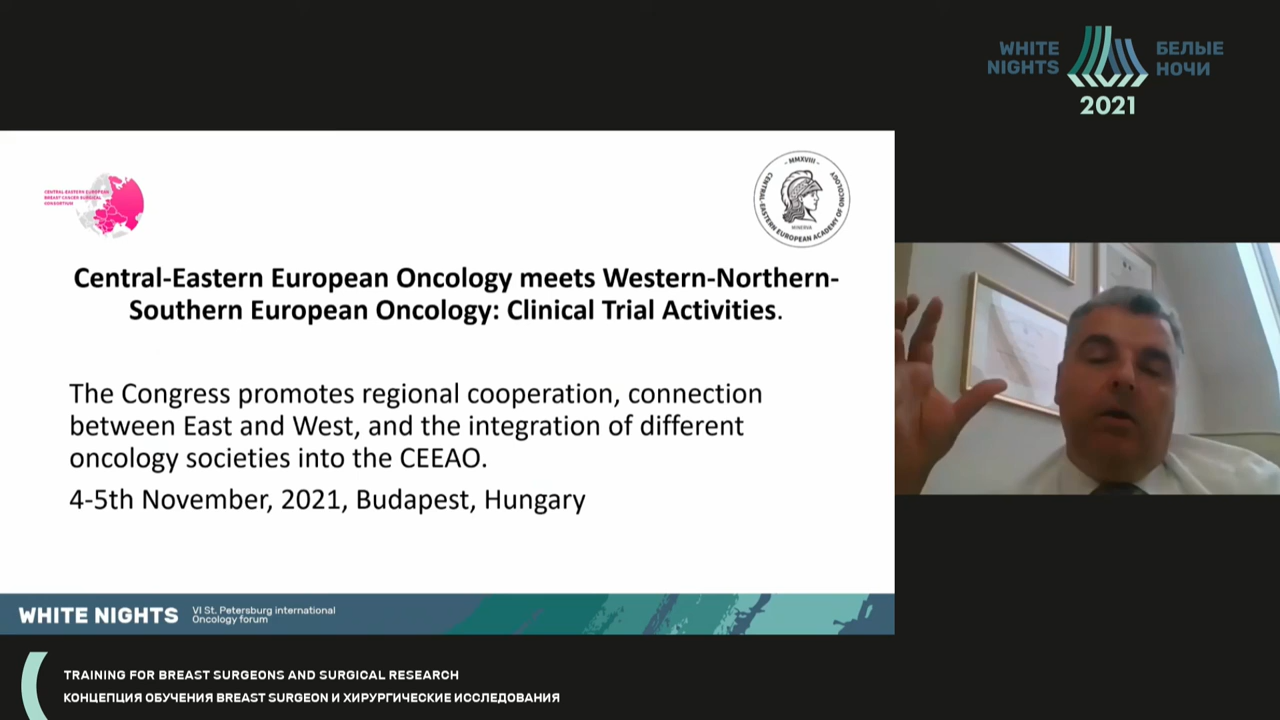 WHITE
NIGHTS
БЕЛЫЕ
НОЧИ
2021
CENTRAL-EASTERN EUROPEAN
BREAST CANCER SURGICAL
CONSORTIUM
- MMXVIII -
CENTRAL-EASTERN EUROPEAN ACADEMY OF ONCOLOGY
MINERVA
Central-Eastern European Oncology meets Western-Northern-
Southern European Oncology: Clinical Trial Activities.
The Congress promotes regional cooperation, connection
between East and West, and the integration of different
oncology societies into the CEEAO.
4-5th November, 2021, Budapest, Hungary
WHITE NIGHTS
VI St. Petersburg international
Oncology forum
TRAINING FOR BREAST SURGEONS AND SURGICAL RESEARCH
КОНЦЕПЦИЯ ОБУЧЕНИЯ BREAST SURGEON И ХИРУРГИЧЕСКИЕ ИССЛЕДОВАНИЯ